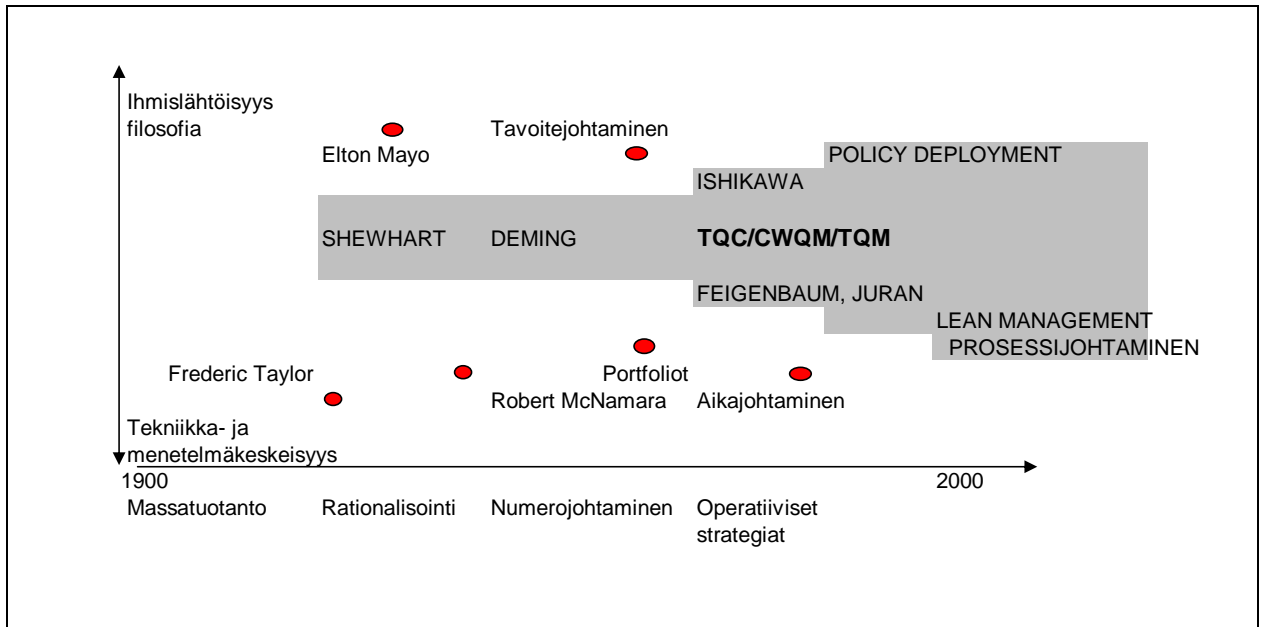 Ihmislähtöisyys
filosofia
Tavoitejohtaminen
Elton Mayo
POLICY DEPLOYMENT
ISHIKAWA
SHEWHART
DEMING
TQC/CWQM/TQM
FEIGENBAUM, JURAN
LEAN MANAGEMENT
PROSESSIJOHTAMINEN
Frederic Taylor
Portfoliot
Robert McNamara
Aikajohtaminen
Tekniikka- ja
menetelmäkeskeisyys
1900
2000
Massatuotanto
Rationalisointi
Numerojohtaminen
Operatiiviset
strategiat